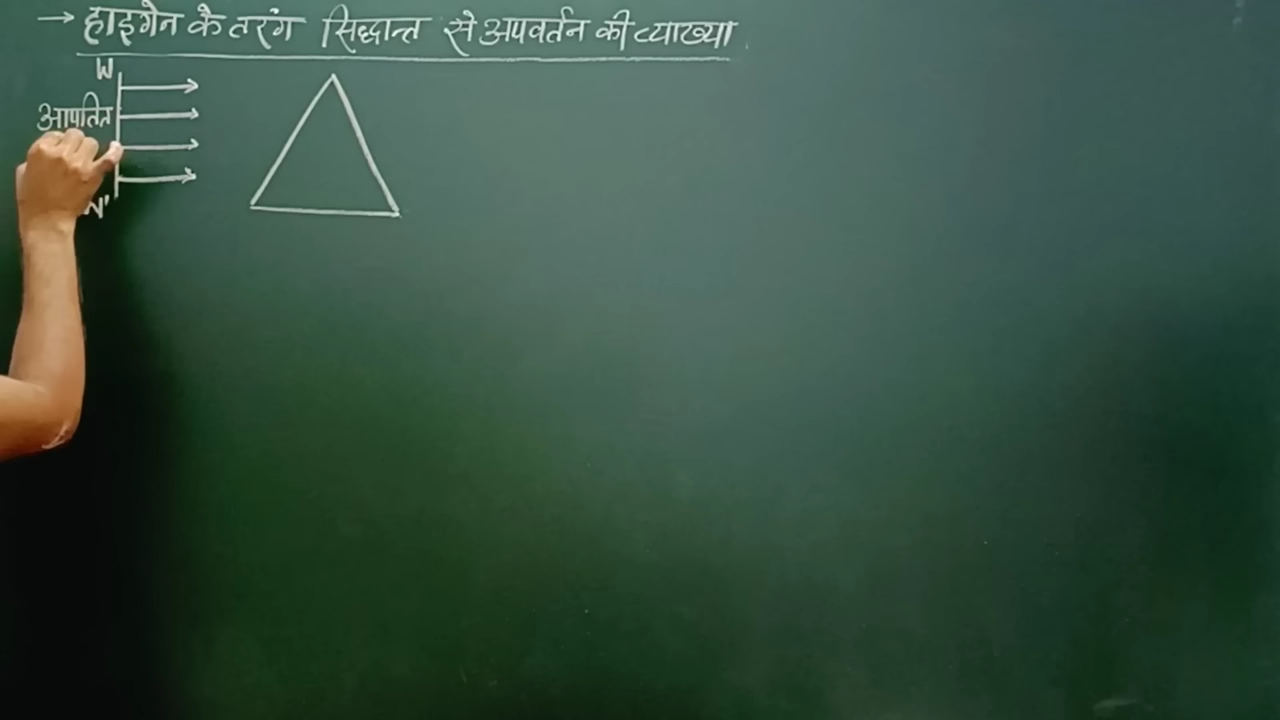 → हाइगेन के तरंग सिद्धान्त से अपवर्तन की व्याख्या
W
आपतित
W'